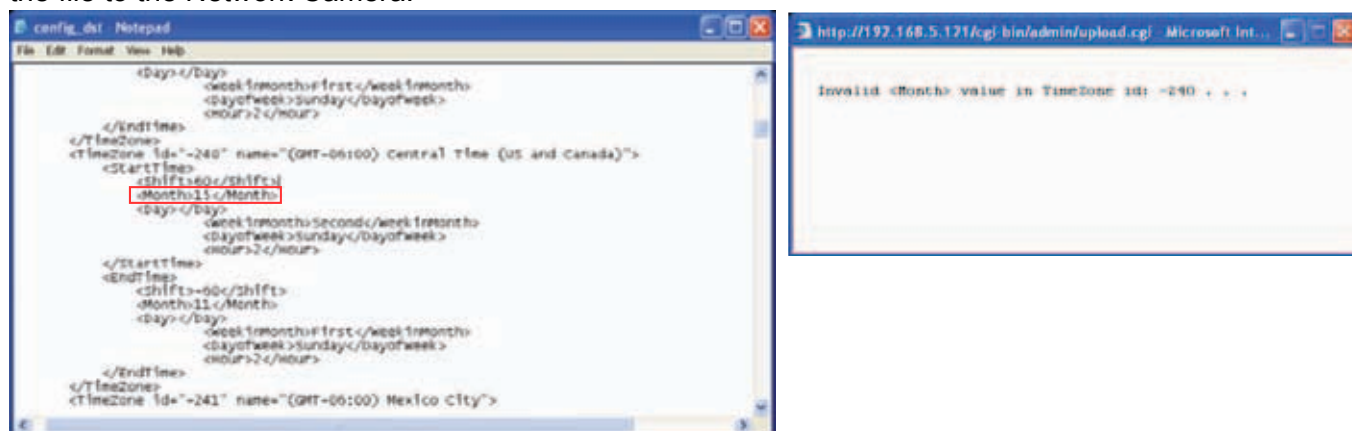 the file to the Network Camera.
config_dst - Notepad
File Edit Format View Help
<Day></Day>
<WeekInMonth>First</WeekInMonth>
<DayOfWeek>Sunday</DayOfWeek>
<Hour>2</Hour>
</EndTime>
</TimeZone>
<TimeZone id="-240" name="(GMT-06:00) Central Time (US and Canada)">
<StartTime>
<Shift>60</Shift>
<Month>15</Month>
<Day></Day>
<WeekInMonth>Second</WeekInMonth>
<DayOfWeek>Sunday</DayOfWeek>
<Hour>2</Hour>
</StartTime>
<EndTime>
<Shift>-60</Shift>
<Month>11</Month>
<Day></Day>
<WeekInMonth>First</WeekInMonth>
<DayOfWeek>Sunday</DayOfWeek>
<Hour>2</Hour>
</EndTime>
</TimeZone>
<TimeZone id="-241" name="(GMT-06:00) Mexico City">
http://192.168.5.121/cgi-bin/admin/upload.cgi - Microsoft Int...
Invalid <Month> value in TimeZone id: -240 . . .